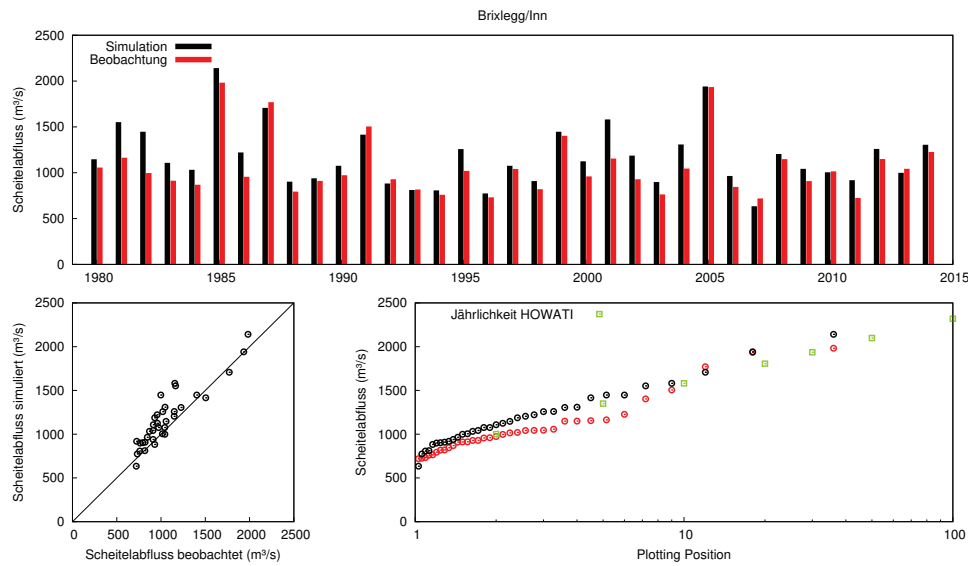 Brixlegg/Inn
Scheitelabfluss (m³/s)
2500
2000
1500
1000
500
0
Simulation
Beobachtung
1980 1985 1990 1995 2000 2005 2010 2015
Scheitelabfluss simuliert (m³/s)
2500
2000
1500
1000
500
0
0 500 1000 1500 2000 2500
Scheitelabfluss beobachtet (m³/s)
Scheitelabfluss (m³/s)
2500
2000
1500
1000
500
0
Jährlichkeit HOWATI
1 10 100
Plotting Position